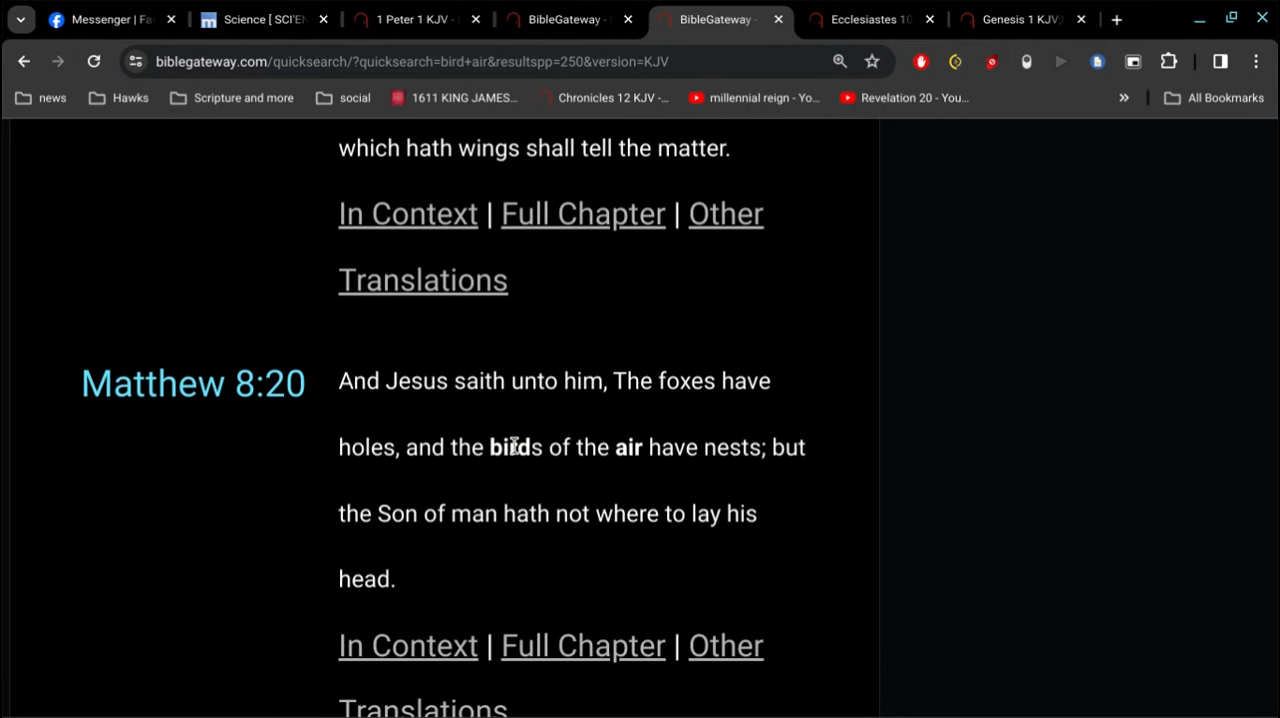 Messenger | Fa
Science [ SCI'EN
1 Peter 1 KJV -
BibleGateway -
BibleGateway -
Ecclesiastes 10
Genesis 1 KJV;
biblegateway.com/quicksearch/?quicksearch=bird+air&resultspp=250&version=KJV
news
Hawks
Scripture and more
social
1611 KING JAMES...
Chronicles 12 KJV -...
millennial reign - Yo...
Revelation 20 - You...
»
All Bookmarks
which hath wings shall tell the matter.
In Context | Full Chapter | Other
Translations
Matthew 8:20
And Jesus saith unto him, The foxes have
holes, and the birds of the air have nests; but
the Son of man hath not where to lay his
head.
In Context | Full Chapter | Other
Translations